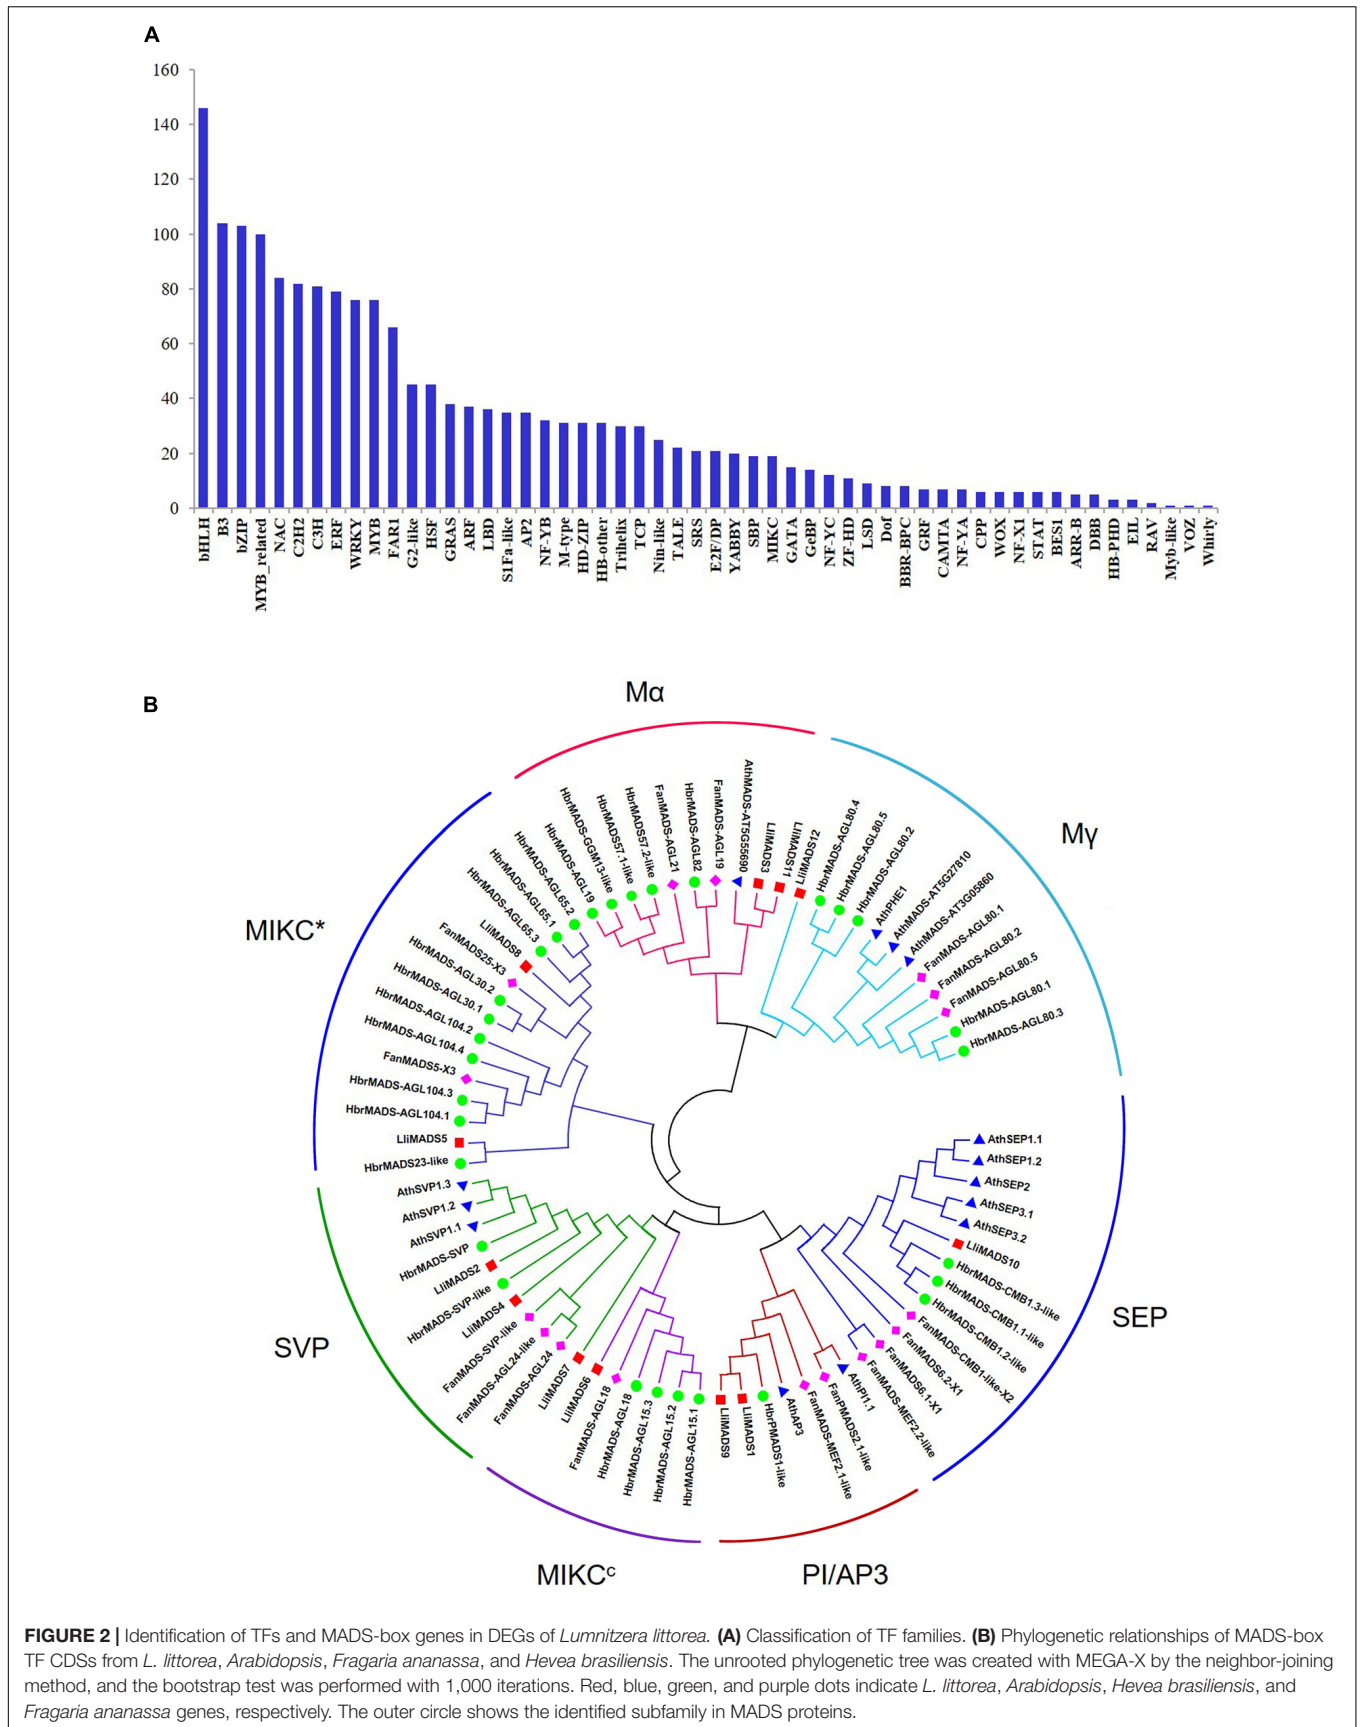 A
160
140
120
100
80
60
40
20
0
bHLH
B3
bZIP
MYB_related
NAC
C2H2
C3H
ERF
WRKY
MYB
FAR1
G2-like
HSF
GRAS
ARF
LBD
S1Fa-like
AP2
NF-YB
M-type
HD-ZIP
HB-other
Trihelix
TCP
Nin-like
TALE
SRS
E2F/DP
YABBY
SBP
MIKC
GATA
GeBP
NF-YC
ZF-HD
LSD
Dof
BBR-BPC
GRF
CAMTA
NF-YA
CPP
WOX
NF-X1
STAT
BES1
ARR-B
DBB
HB-PHD
EIL
RAV
Myb-like
VOZ
Whirly
B
Mα
HbrMADS-GGM13-like
HbrMADS57.1-like
HbrMADS57.2-like
FanMADS-AGL21
HbrMADS-AGL82
FanMADS-AGL19
AthMADS-AT5G55690
LliMADS3
LliMADS11
Mγ
LliMADS12
HbrMADS-AGL80.4
HbrMADS-AGL80.5
HbrMADS-AGL80.2
AthPHE1
AthMADS-AT5G27810
AthMADS-AT3G05860
FanMADS-AGL80.1
FanMADS-AGL80.2
FanMADS-AGL80.5
HbrMADS-AGL80.1
HbrMADS-AGL80.3
SEP
AthSEP1.1
AthSEP1.2
AthSEP2
AthSEP3.1
AthSEP3.2
LliMADS10
HbrMADS-CMB1.3-like
HbrMADS-CMB1.1-like
HbrMADS-CMB1.2-like
FanMADS-CMB1-like-X2
FanMADS6.2-X1
FanMADS6.1-X1
FanMADS-MEF2.2-like
PI/AP3
AthPI1.1
FanPMADS2.1-like
FanMADS-MEF2.1-like
AthAP3
HbrPMADS1-like
LliMADS1
LliMADS9
MIKCᶜ
HbrMADS-AGL15.1
HbrMADS-AGL15.2
HbrMADS-AGL15.3
HbrMADS-AGL18
FanMADS-AGL18
LliMADS6
SVP
LliMADS7
FanMADS-AGL24
FanMADS-AGL24-like
FanMADS-SVP-like
LliMADS4
HbrMADS-SVP-like
LliMADS2
HbrMADS-SVP
AthSVP1.1
AthSVP1.2
AthSVP1.3
MIKC*
HbrMADS23-like
LliMADS5
HbrMADS-AGL104.1
HbrMADS-AGL104.3
FanMADS5-X3
HbrMADS-AGL104.4
HbrMADS-AGL104.2
HbrMADS-AGL30.1
HbrMADS-AGL30.2
FanMADS25-X3
LliMADS8
HbrMADS-AGL65.3
HbrMADS-AGL65.1
HbrMADS-AGL65.2
HbrMADS-AGL19
FIGURE 2 | Identification of TFs and MADS-box genes in DEGs of Lumnitzera littorea. (A) Classification of TF families. (B) Phylogenetic relationships of MADS-box
TF CDSs from L. littorea, Arabidopsis, Fragaria ananassa, and Hevea brasiliensis. The unrooted phylogenetic tree was created with MEGA-X by the neighbor-joining
method, and the bootstrap test was performed with 1,000 iterations. Red, blue, green, and purple dots indicate L. littorea, Arabidopsis, Hevea brasiliensis, and
Fragaria ananassa genes, respectively. The outer circle shows the identified subfamily in MADS proteins.